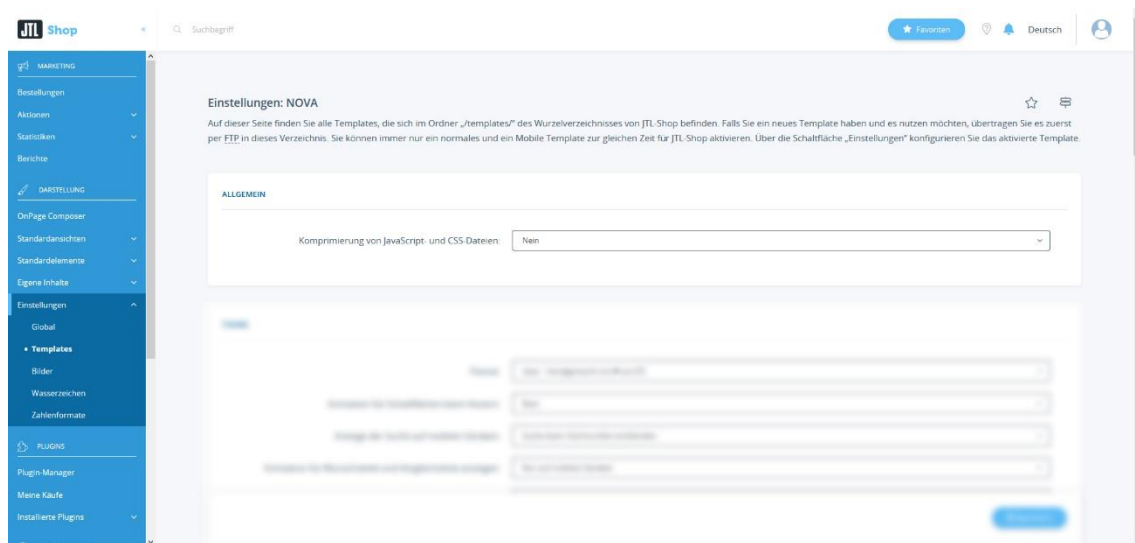 JTL Shop
Suchbegriff
Favoriten
Deutsch
MARKETING
Bestellungen
Aktionen
Statistiken
Berichte
DARSTELLUNG
OnPage Composer
Standardansichten
Standardelemente
Eigene Inhalte
Einstellungen
Global
Templates
Bilder
Wasserzeichen
Zahlenformate
PLUGINS
Plugin-Manager
Meine Käufe
Installierte Plugins
Einstellungen: NOVA
Auf dieser Seite finden Sie alle Templates, die sich im Ordner „/templates/" des Wurzelverzeichnisses von JTL-Shop befinden. Falls Sie ein neues Template haben und es nutzen möchten, übertragen Sie es zuerst
per FTP in dieses Verzeichnis. Sie können immer nur ein normales und ein Mobile Template zur gleichen Zeit für JTL-Shop aktivieren. Über die Schaltfläche „Einstellungen" konfigurieren Sie das aktivierte Template.
ALLGEMEIN
Komprimierung von JavaScript- und CSS-Dateien:
Nein